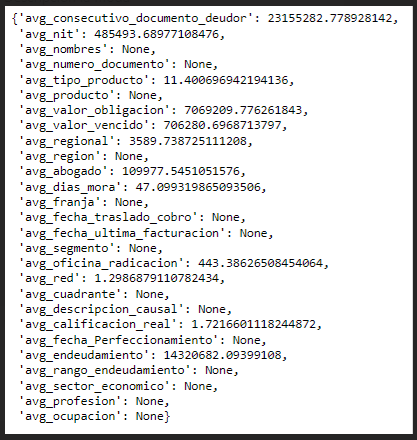 {'avg_consecutivo_documento_deudor': 23155282.778928142,
'avg_nit': 485493.68977108476,
'avg_nombres': None,
'avg_numero_documento': None,
'avg_tipo_producto': 11.400696942194136,
'avg_producto': None,
'avg_valor_obligacion': 7069209.776261843,
'avg_valor_vencido': 706280.6968713797,
'avg_regional': 3589.738725111208,
'avg_region': None,
'avg_abogado': 109977.5451051576,
'avg_dias_mora': 47.099319865093506,
'avg_franja': None,
'avg_fecha_traslado_cobro': None,
'avg_fecha_ultima_facturacion': None,
'avg_segmento': None,
'avg_oficina_radicacion': 443.38626508454064,
'avg_red': 1.2986879110782434,
'avg_cuadrante': None,
'avg_descripcion_causal': None,
'avg_calificacion_real': 1.7216601118244872,
'avg_fecha_Perfeccionamiento': None,
'avg_endeudamiento': 14320682.09399108,
'avg_rango_endeudamiento': None,
'avg_sector_economico': None,
'avg_profesion': None,
'avg_ocupacion': None}